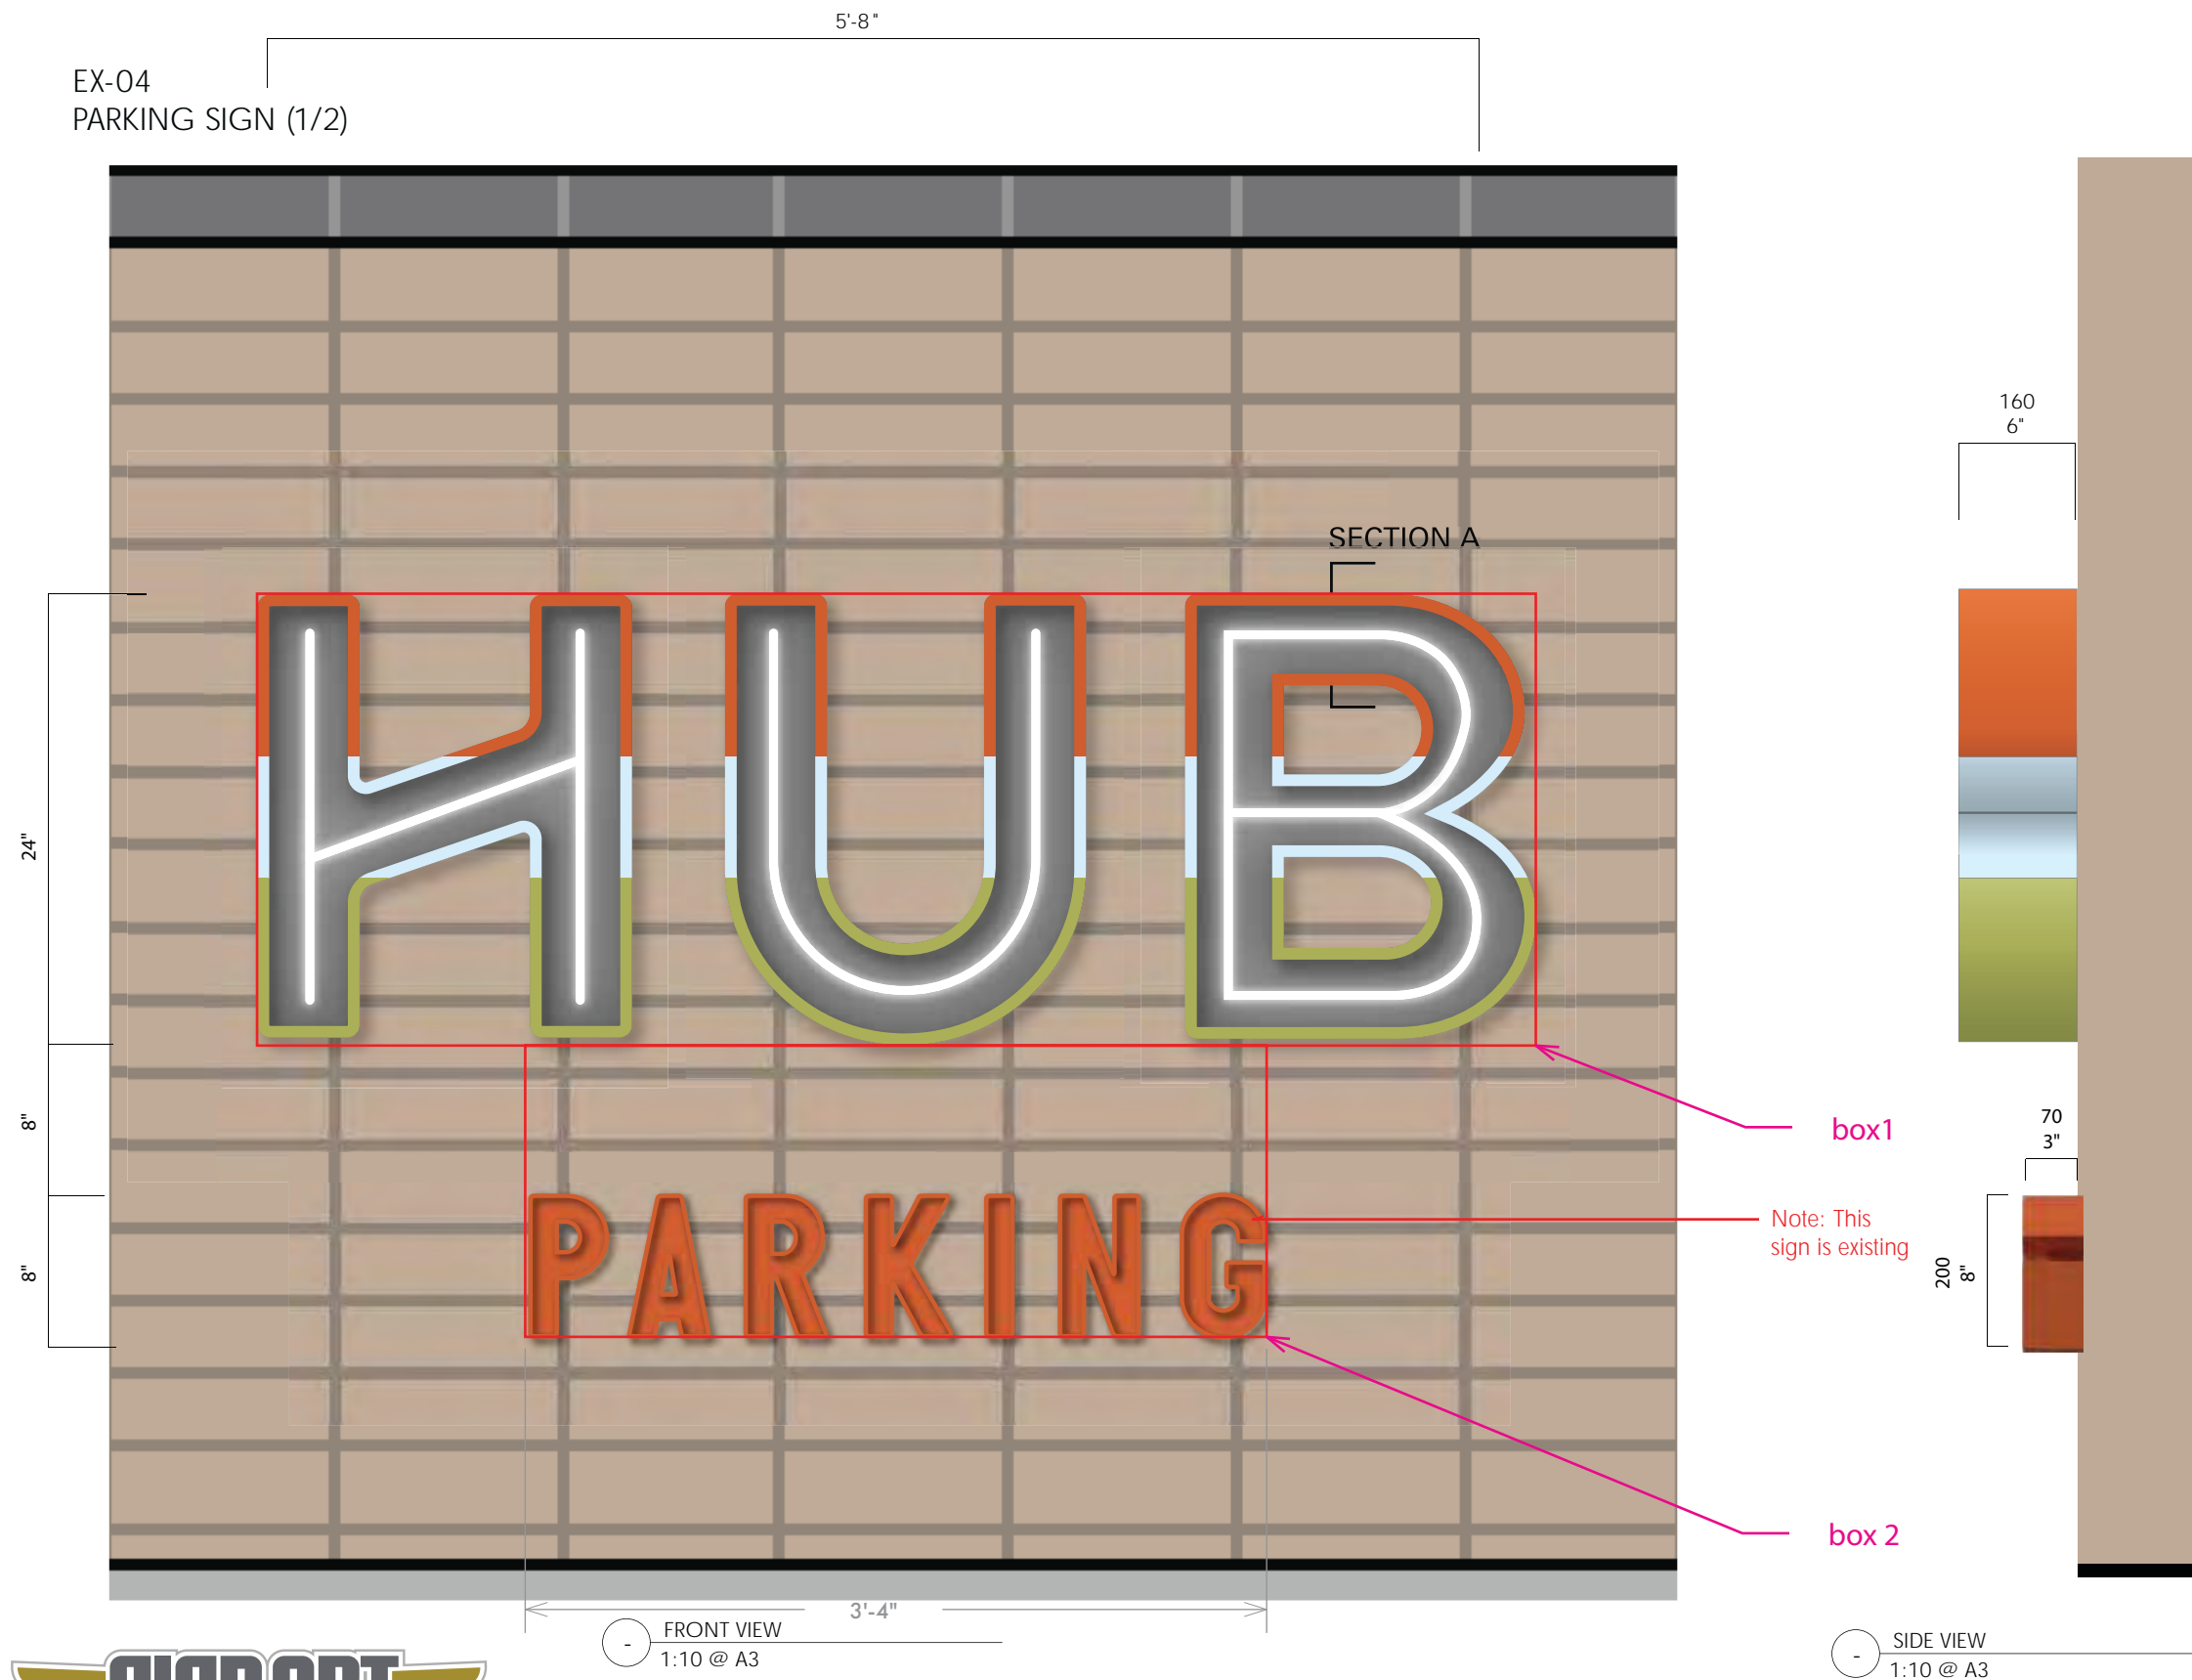 5'-8"
EX-04
PARKING SIGN (1/2)
160
6"
SECTION A
HUB
24"
8"
box1
70
3"
PARKING
Note: This
sign is existing
8"
200
8"
box 2
3'-4"
-
FRONT VIEW
1:10 @ A3
-
SIDE VIEW
1:10 @ A3